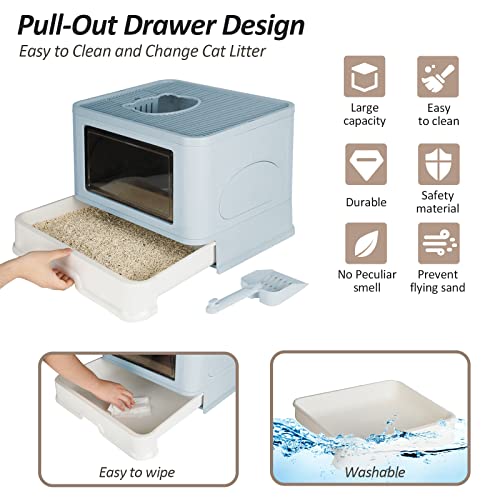 Pull-Out Drawer Design
Easy to Clean and Change Cat Litter
Large
capacity
Easy
to clean
Durable
Safety
material
No Peculiar
smell
Prevent
flying sand
Easy to wipe
Washable